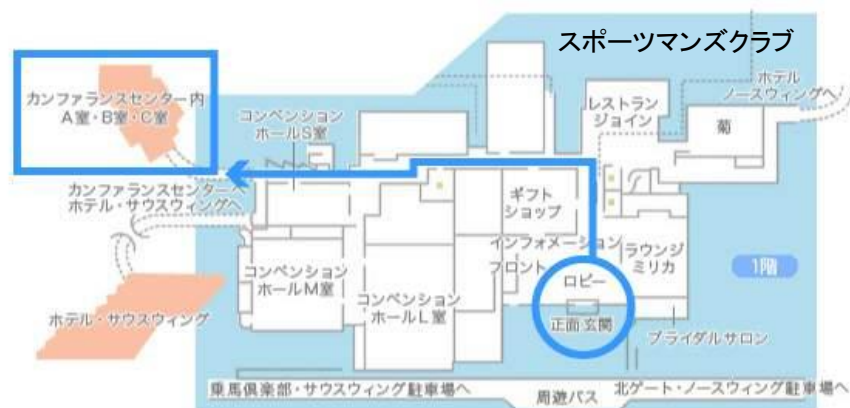 スポーツマンズクラブ
ホテル
ノースウィングへ
カンファランスセンター内
A室・B室・C室
コンベンション
ホールS室
レストラン
ジョイン
菊
カンファランスセンターへ
ホテル・サウスウィングへ
ギフト
ショップ
インフォメーション
フロント
ラウンジ
ミリカ
1階
コンベンション
ホールM室
コンベンション
ホールL室
ロビー
正面玄関
ホテル・サウスウィング
ブライダルサロン
乗馬倶楽部・サウスウィング駐車場へ
周遊バス
北ゲート・ノースウィング駐車場へ